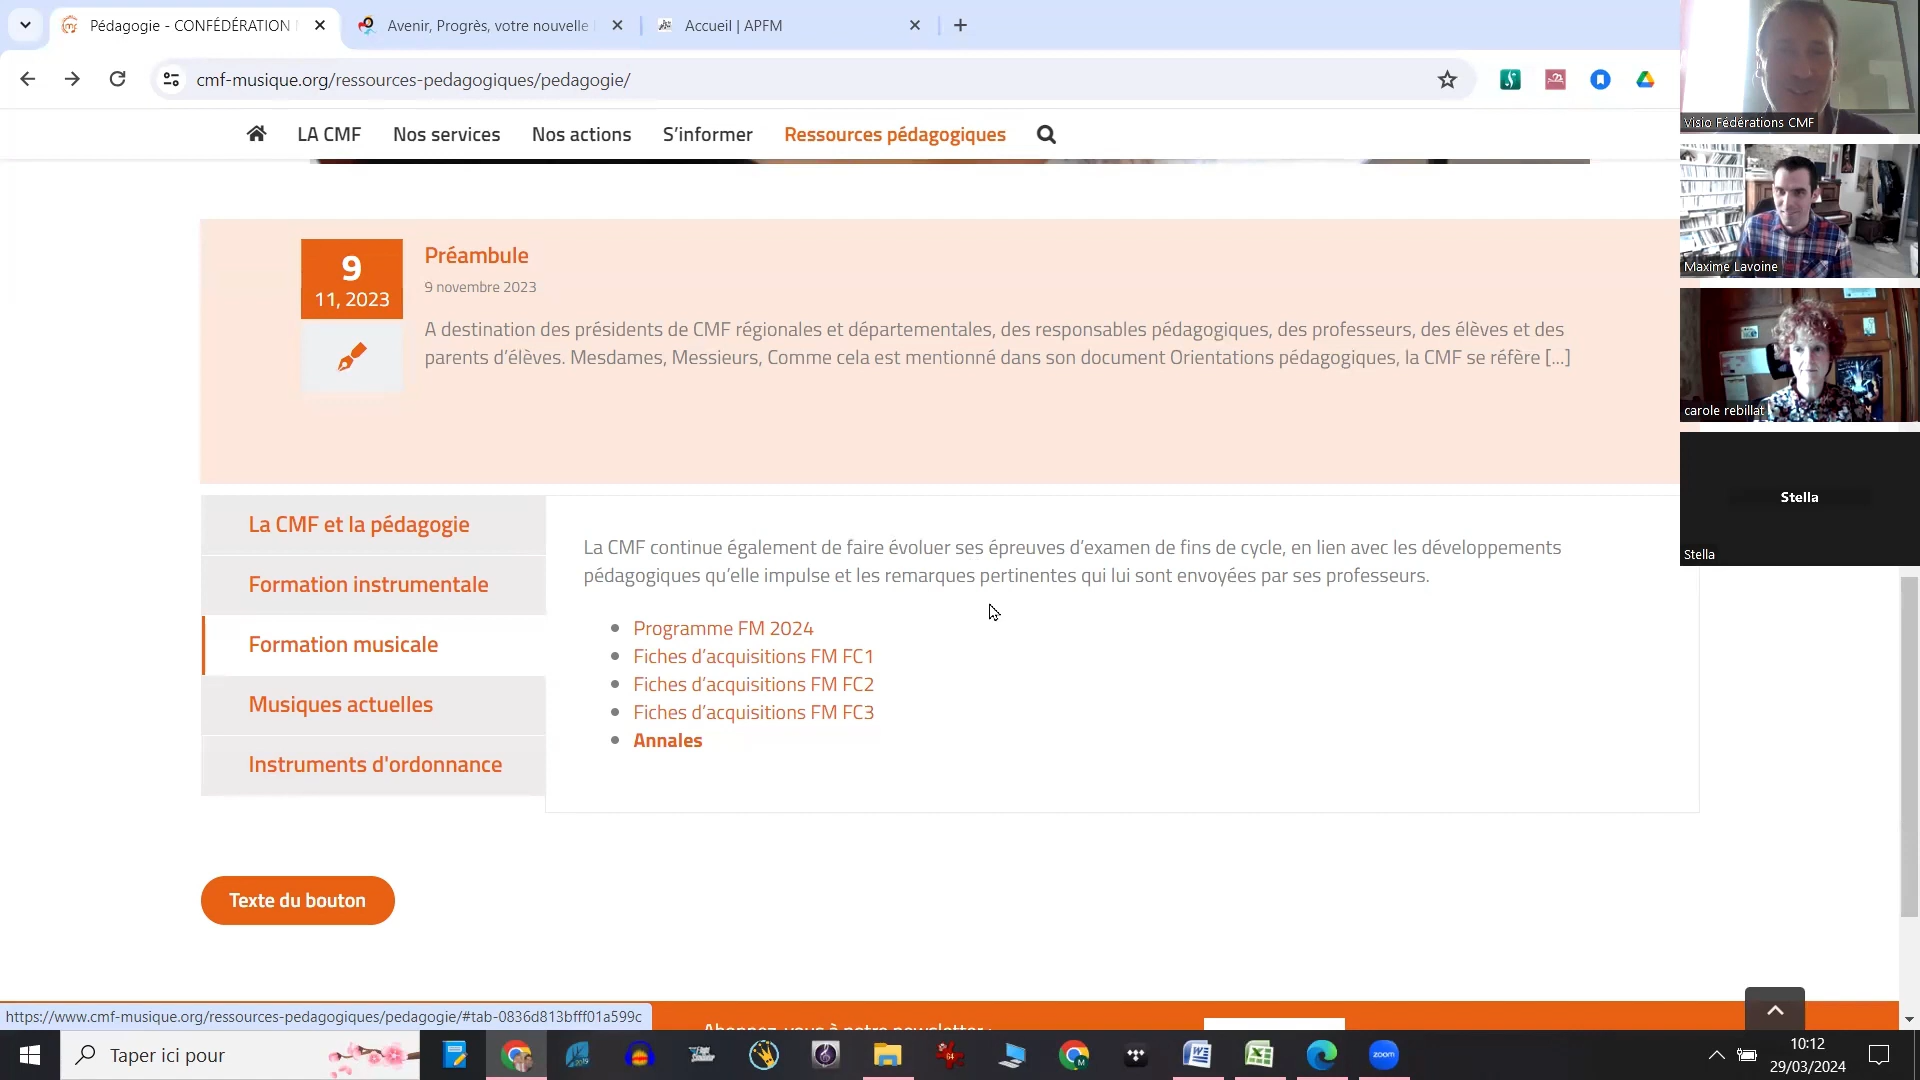 Pédagogie - CONFÉDÉRATION
Avenir, Progrès, votre nouvelle
Accueil | APFM
cmf-musique.org/ressources-pedagogiques/pedagogie/
LA CMF
Nos services
Nos actions
S'informer
Ressources pédagogiques
Visio Fédérations CMF
Maxime Lavoine
carole rebillat
Stella
Stella
9
11, 2023
Préambule
9 novembre 2023
A destination des présidents de CMF régionales et départementales, des responsables pédagogiques, des professeurs, des élèves et des
parents d'élèves. Mesdames, Messieurs, Comme cela est mentionné dans son document Orientations pédagogiques, la CMF se réfère [...]
La CMF et la pédagogie
Formation instrumentale
Formation musicale
Musiques actuelles
Instruments d'ordonnance
La CMF continue également de faire évoluer ses épreuves d'examen de fins de cycle, en lien avec les développements
pédagogiques qu'elle impulse et les remarques pertinentes qui lui sont envoyées par ses professeurs.
Programme FM 2024
Fiches d'acquisitions FM FC1
Fiches d'acquisitions FM FC2
Fiches d'acquisitions FM FC3
Annales
Texte du bouton
Abonnez-vous à notre newsletter :
https://www.cmf-musique.org/ressources-pedagogiques/pedagogie/#tab-0836d813bfff01a599c
Taper ici pour
zoom
10:12
29/03/2024